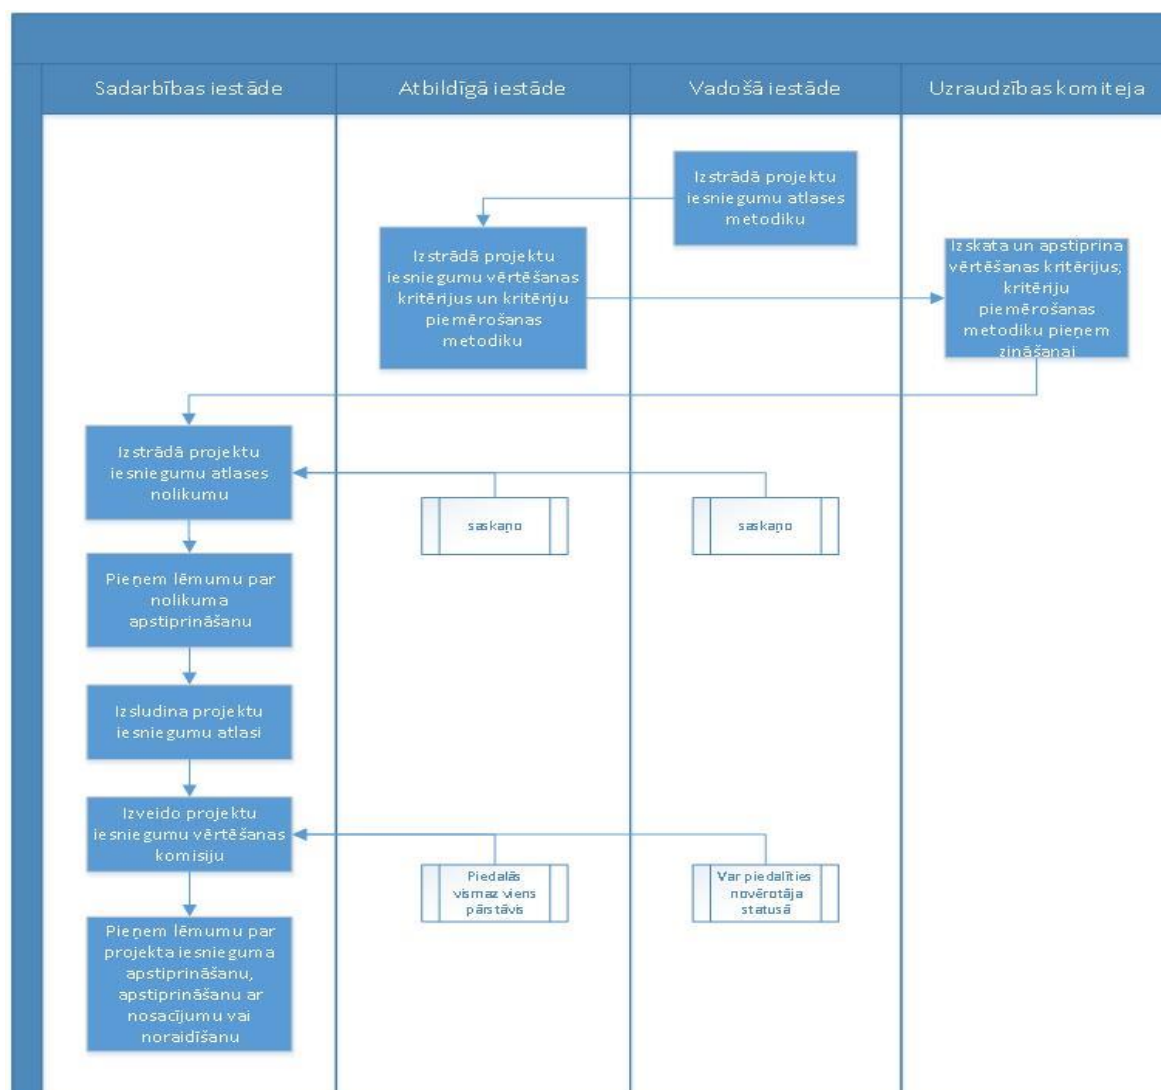 Sadarbības iestāde
Atbildīgā iestāde
Vadošā iestāde
Uzraudzības komiteja
Izstrādā projektu
iesniegumu atlases
metodiku
Izstrādā projektu
iesniegumu vērtēšanas
kritērijus un kritēriju
piemērošanas
metodiku
Izskata un apstiprina
vērtēšanas kritērijus;
kritēriju
piemērošanas
metodiku pieņem
zināšanai
Izstrādā projektu
iesniegumu atlases
nolikumu
saskaņo
saskaņo
Pieņem lēmumu par
nolikuma
apstiprināšanu
Izsludina projektu
iesniegumu atlasi
Izveido projektu
iesniegumu vērtēšanas
komisiju
Piedalās
vismaz viens
pārstāvis
Var piedalīties
novērotāja
statusā
Pieņem lēmumu par
projekta iesnieguma
apstiprināšanu,
apstiprināšanu ar
nosacījumu vai
noraidīšanu